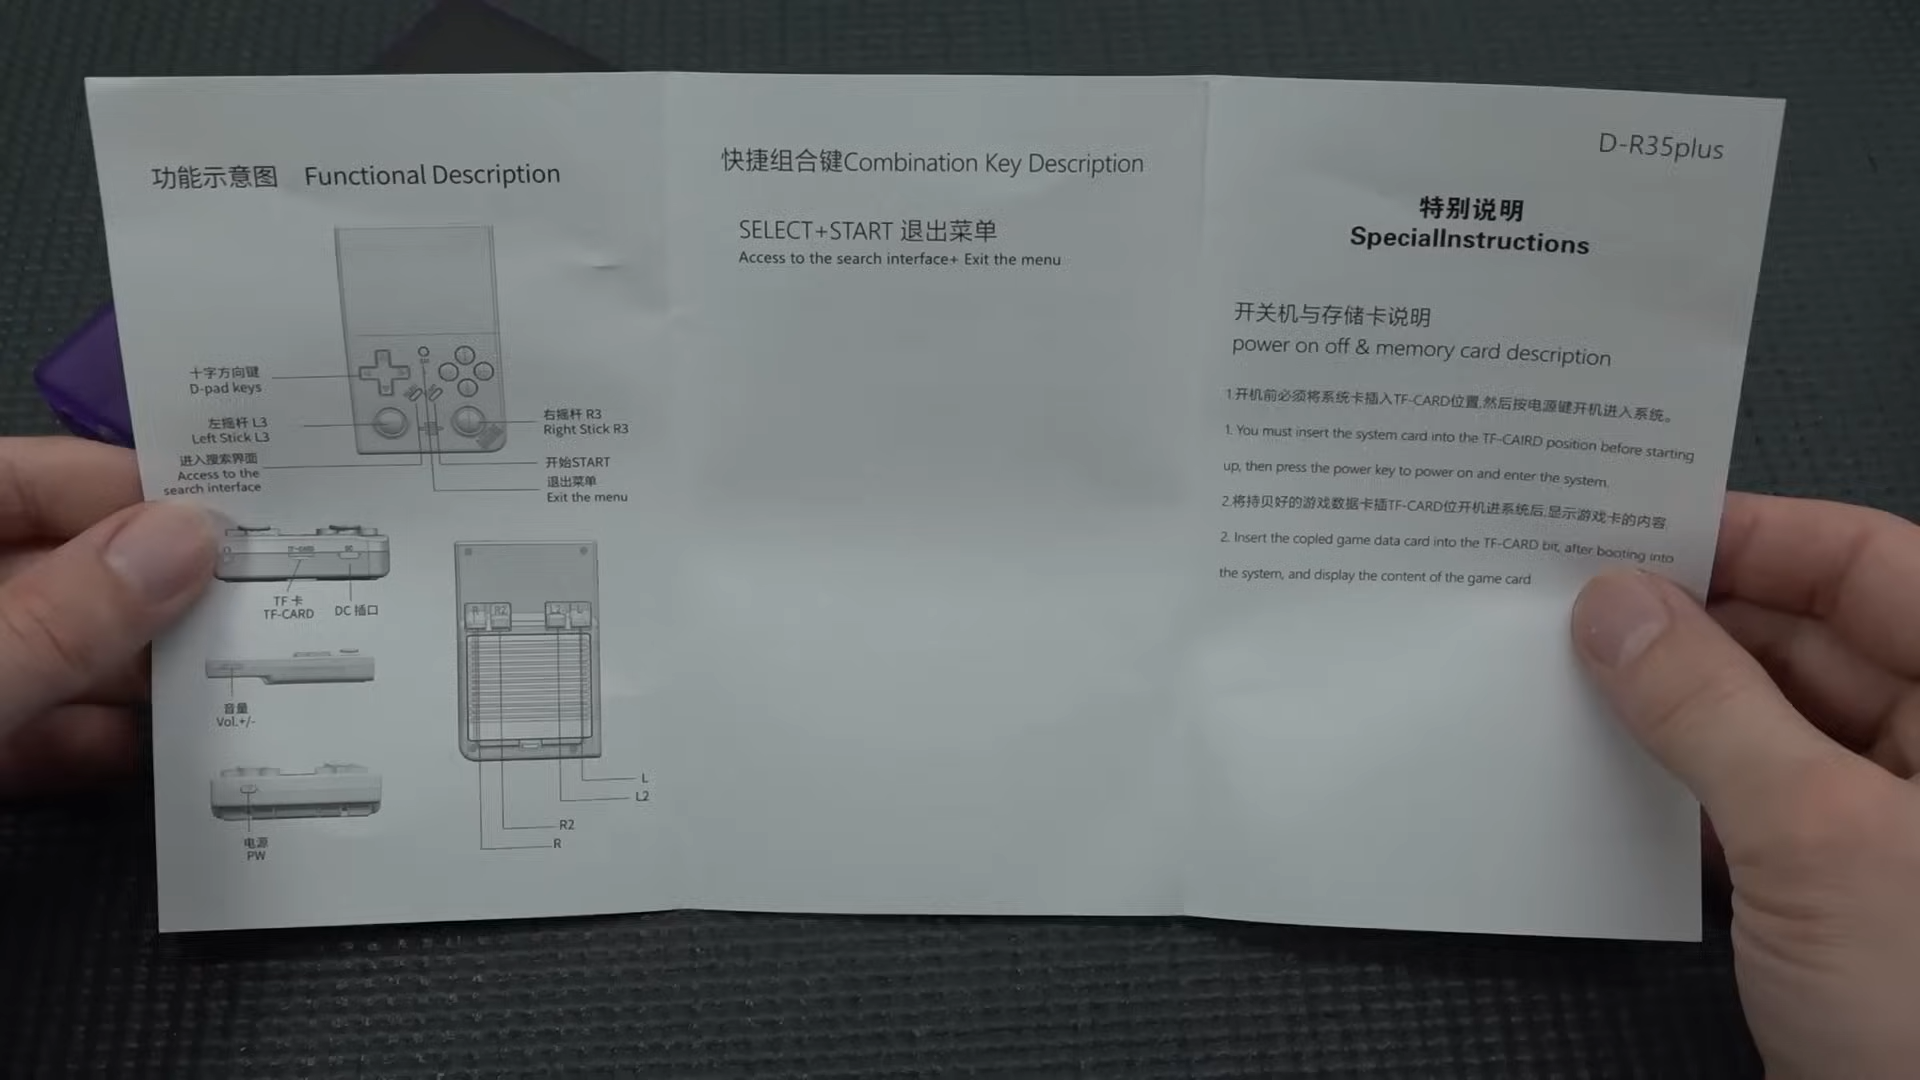 功能示意图 Functional Description
十字方向键
D-pad keys
左摇杆 L3
Left Stick L3
进入搜索界面
Access to the
search interface
右摇杆 R3
Right Stick R3
开始START
退出菜单
Exit the menu
TF-CARD
DC
TF 卡
TF-CARD
DC 插口
音量
Vol.+/-
电源
PW
R R2 L2 L
L
L2
R2
R
快捷组合键Combination Key Description
SELECT+START 退出菜单
Access to the search interface+ Exit the menu
D-R35plus
特别说明
SpecialInstructions
开关机与存储卡说明
power on off & memory card description
1.开机前必须将系统卡插入TF-CARD位置,然后按电源键开机进入系统。
1. You must insert the system card into the TF-CAIRD position before starting
up, then press the power key to power on and enter the system.
2.将持贝好的游戏数据卡插TF-CARD位开机进系统后,显示游戏卡的内容
2. Insert the copled game data card into the TF-CARD bit, after booting into
the system, and display the content of the game card